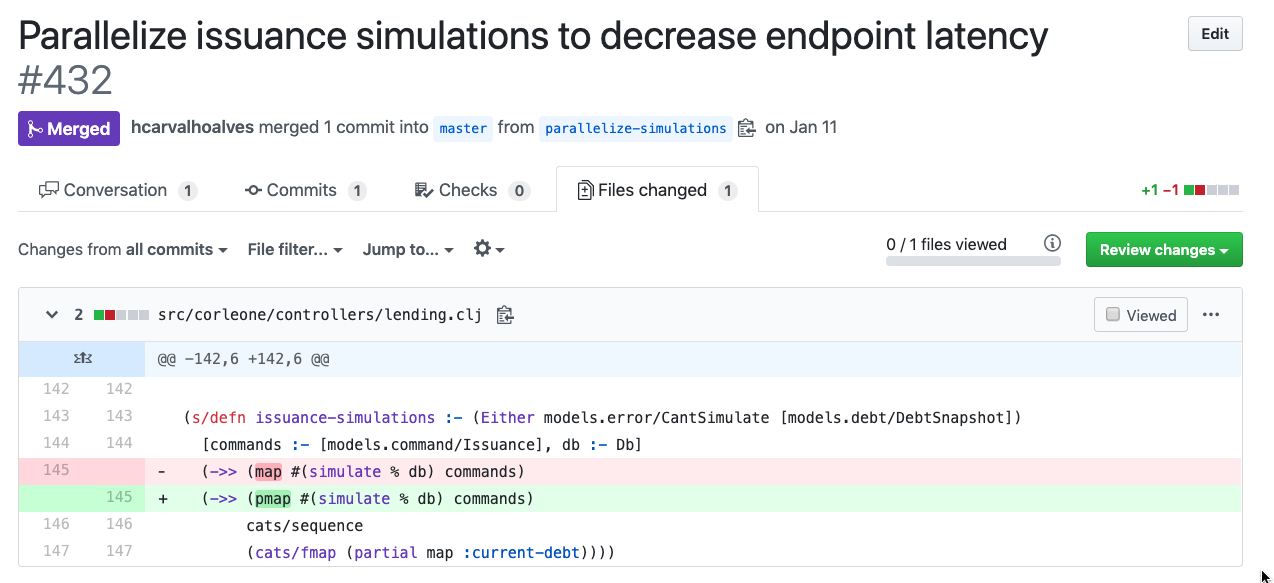 Parallelize issuance simulations to decrease endpoint latency
#432
Edit
Merged hcarvalhoalves merged 1 commit into master from parallelize-simulations on Jan 11
Conversation 1 Commits 1 Checks 0 Files changed 1 +1 −1
Changes from all commits File filter... Jump to... 0 / 1 files viewed Review changes
2 src/corleone/controllers/lending.clj Viewed ...
@@ -142,6 +142,6 @@
142 142
143 143 (s/defn issuance-simulations :- (Either models.error/CantSimulate [models.debt/DebtSnapshot])
144 144 [commands :- [models.command/Issuance], db :- Db]
145 - (->> (map #(simulate % db) commands)
145 + (->> (pmap #(simulate % db) commands)
146 146 cats/sequence
147 147 (cats/fmap (partial map :current-debt))))